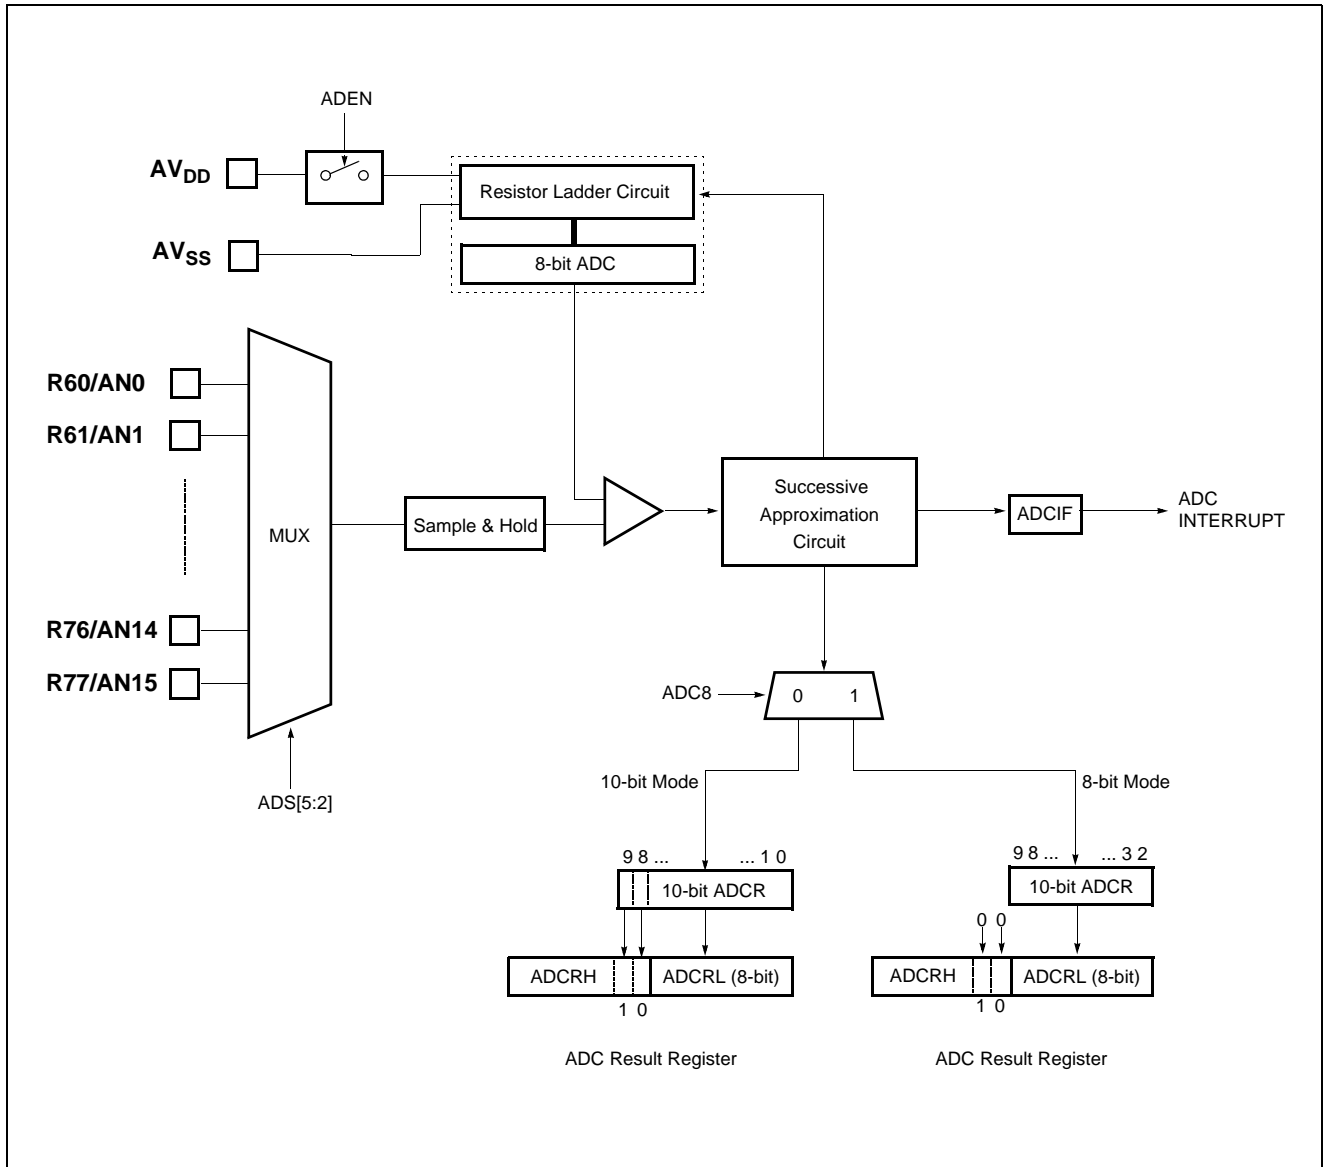 ADEN
AVDD
Resistor Ladder Circuit
AVSS
8-bit ADC
R60/AN0
R61/AN1
MUX
Sample & Hold
Successive
Approximation
Circuit
ADCIF
ADC
INTERRUPT
R76/AN14
R77/AN15
ADS[5:2]
ADC8
0 1
10-bit Mode
8-bit Mode
9 8 ... ... 1 0
10-bit ADCR
ADCRH
ADCRL (8-bit)
1 0
ADC Result Register
9 8 ... ... 3 2
10-bit ADCR
0 0
ADCRH
ADCRL (8-bit)
1 0
ADC Result Register